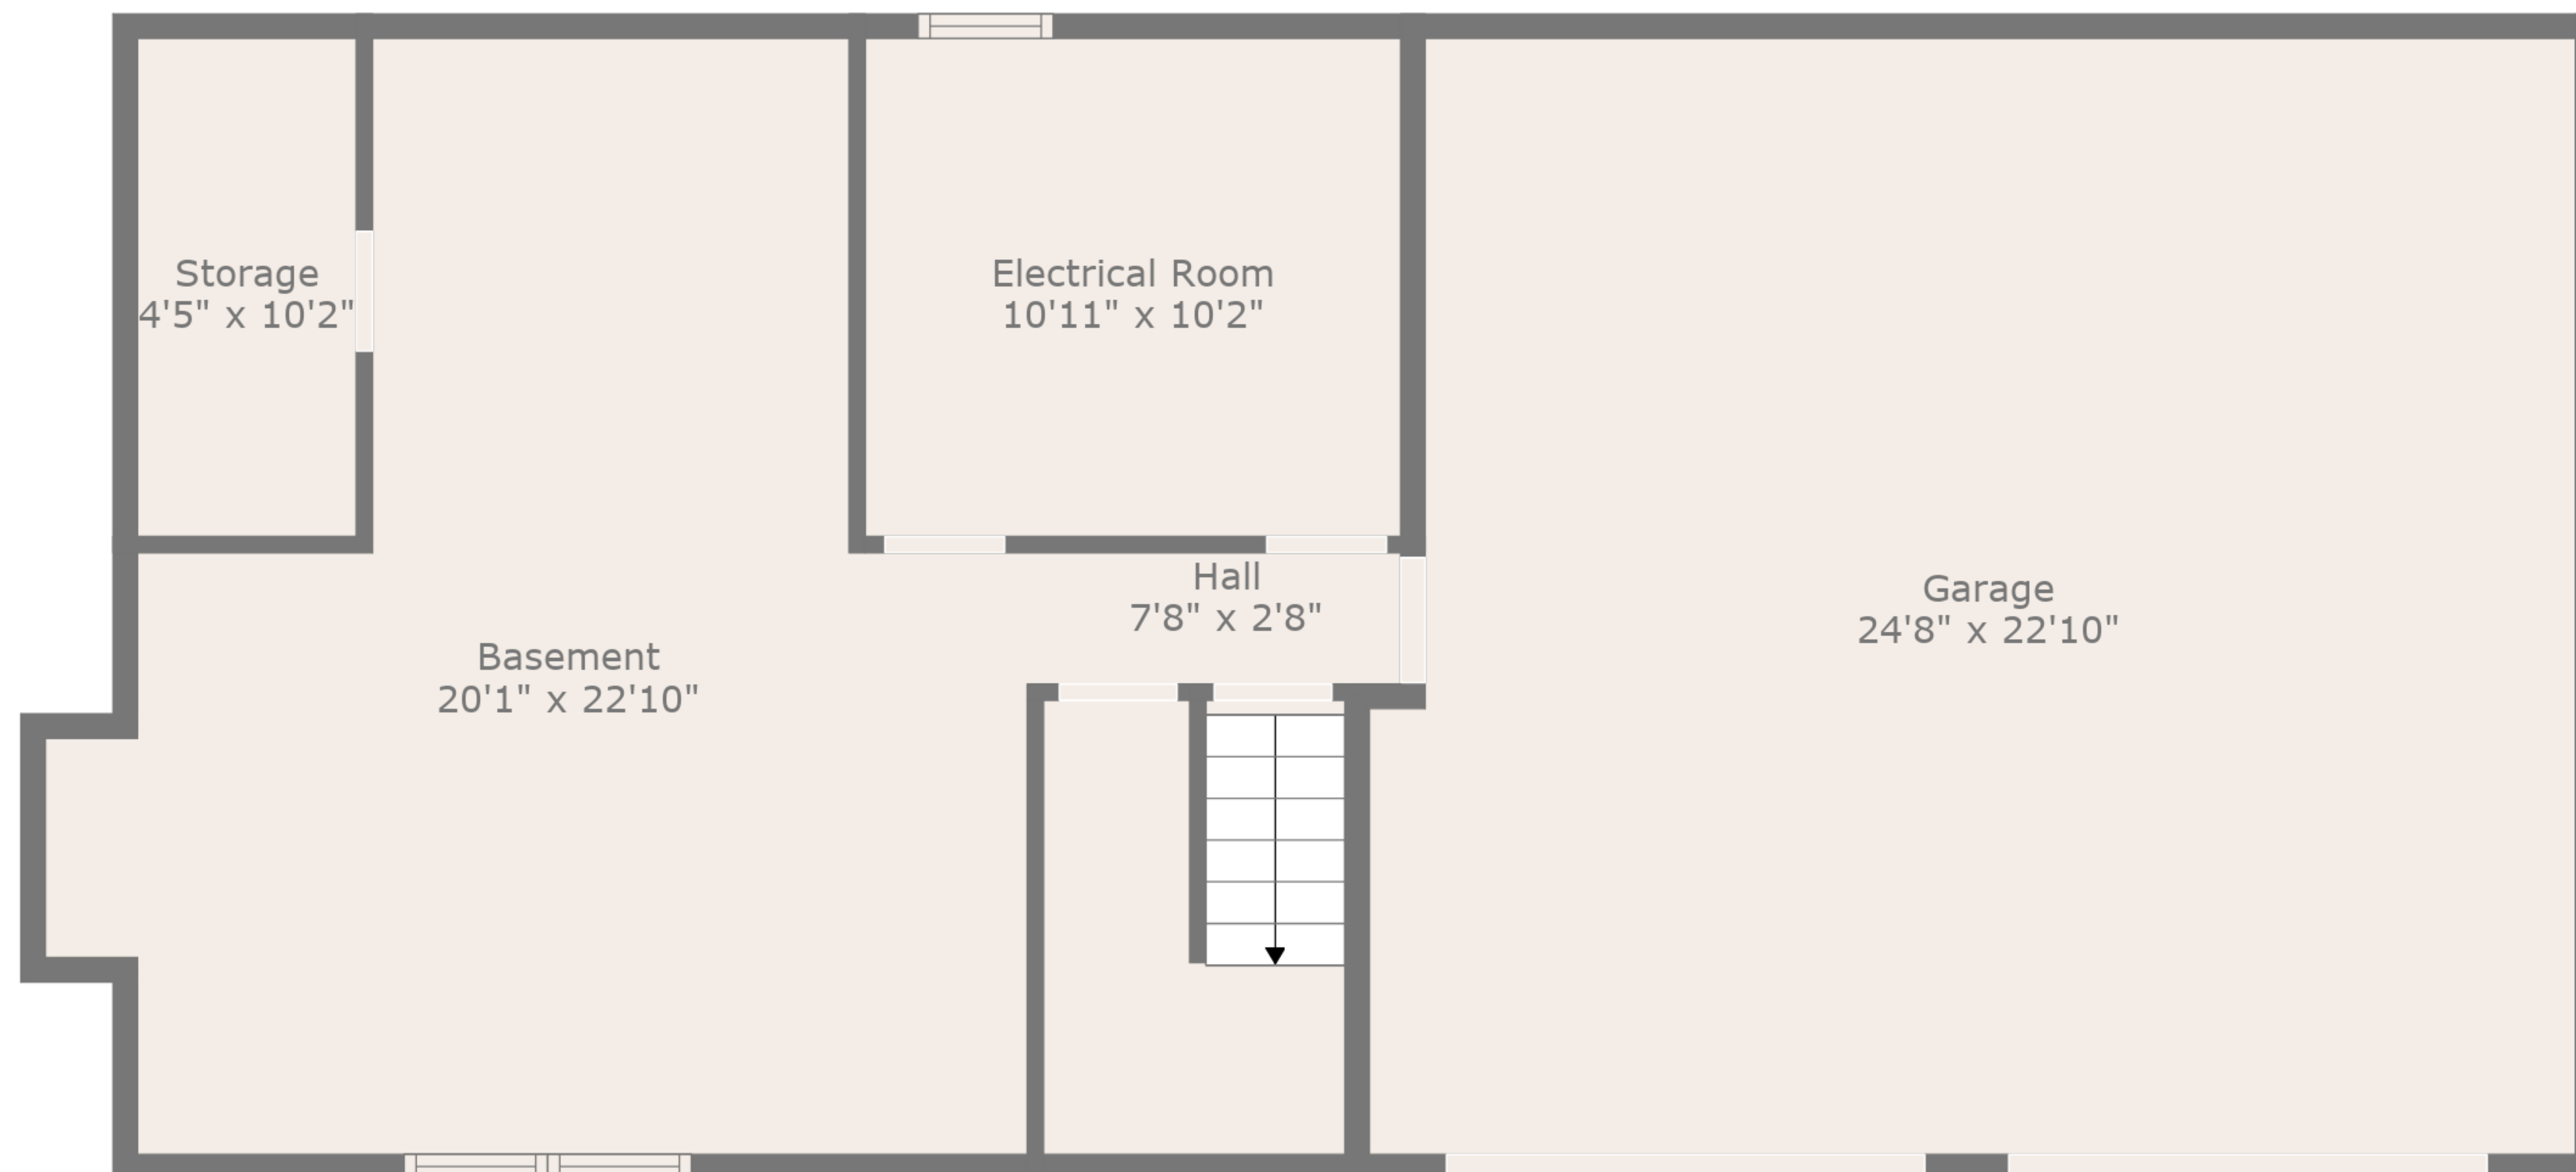 Storage
4'5" x 10'2"
Electrical Room
10'11" x 10'2"
Hall
7'8" x 2'8"
Garage
24'8" x 22'10"
Basement
20'1" x 22'10"